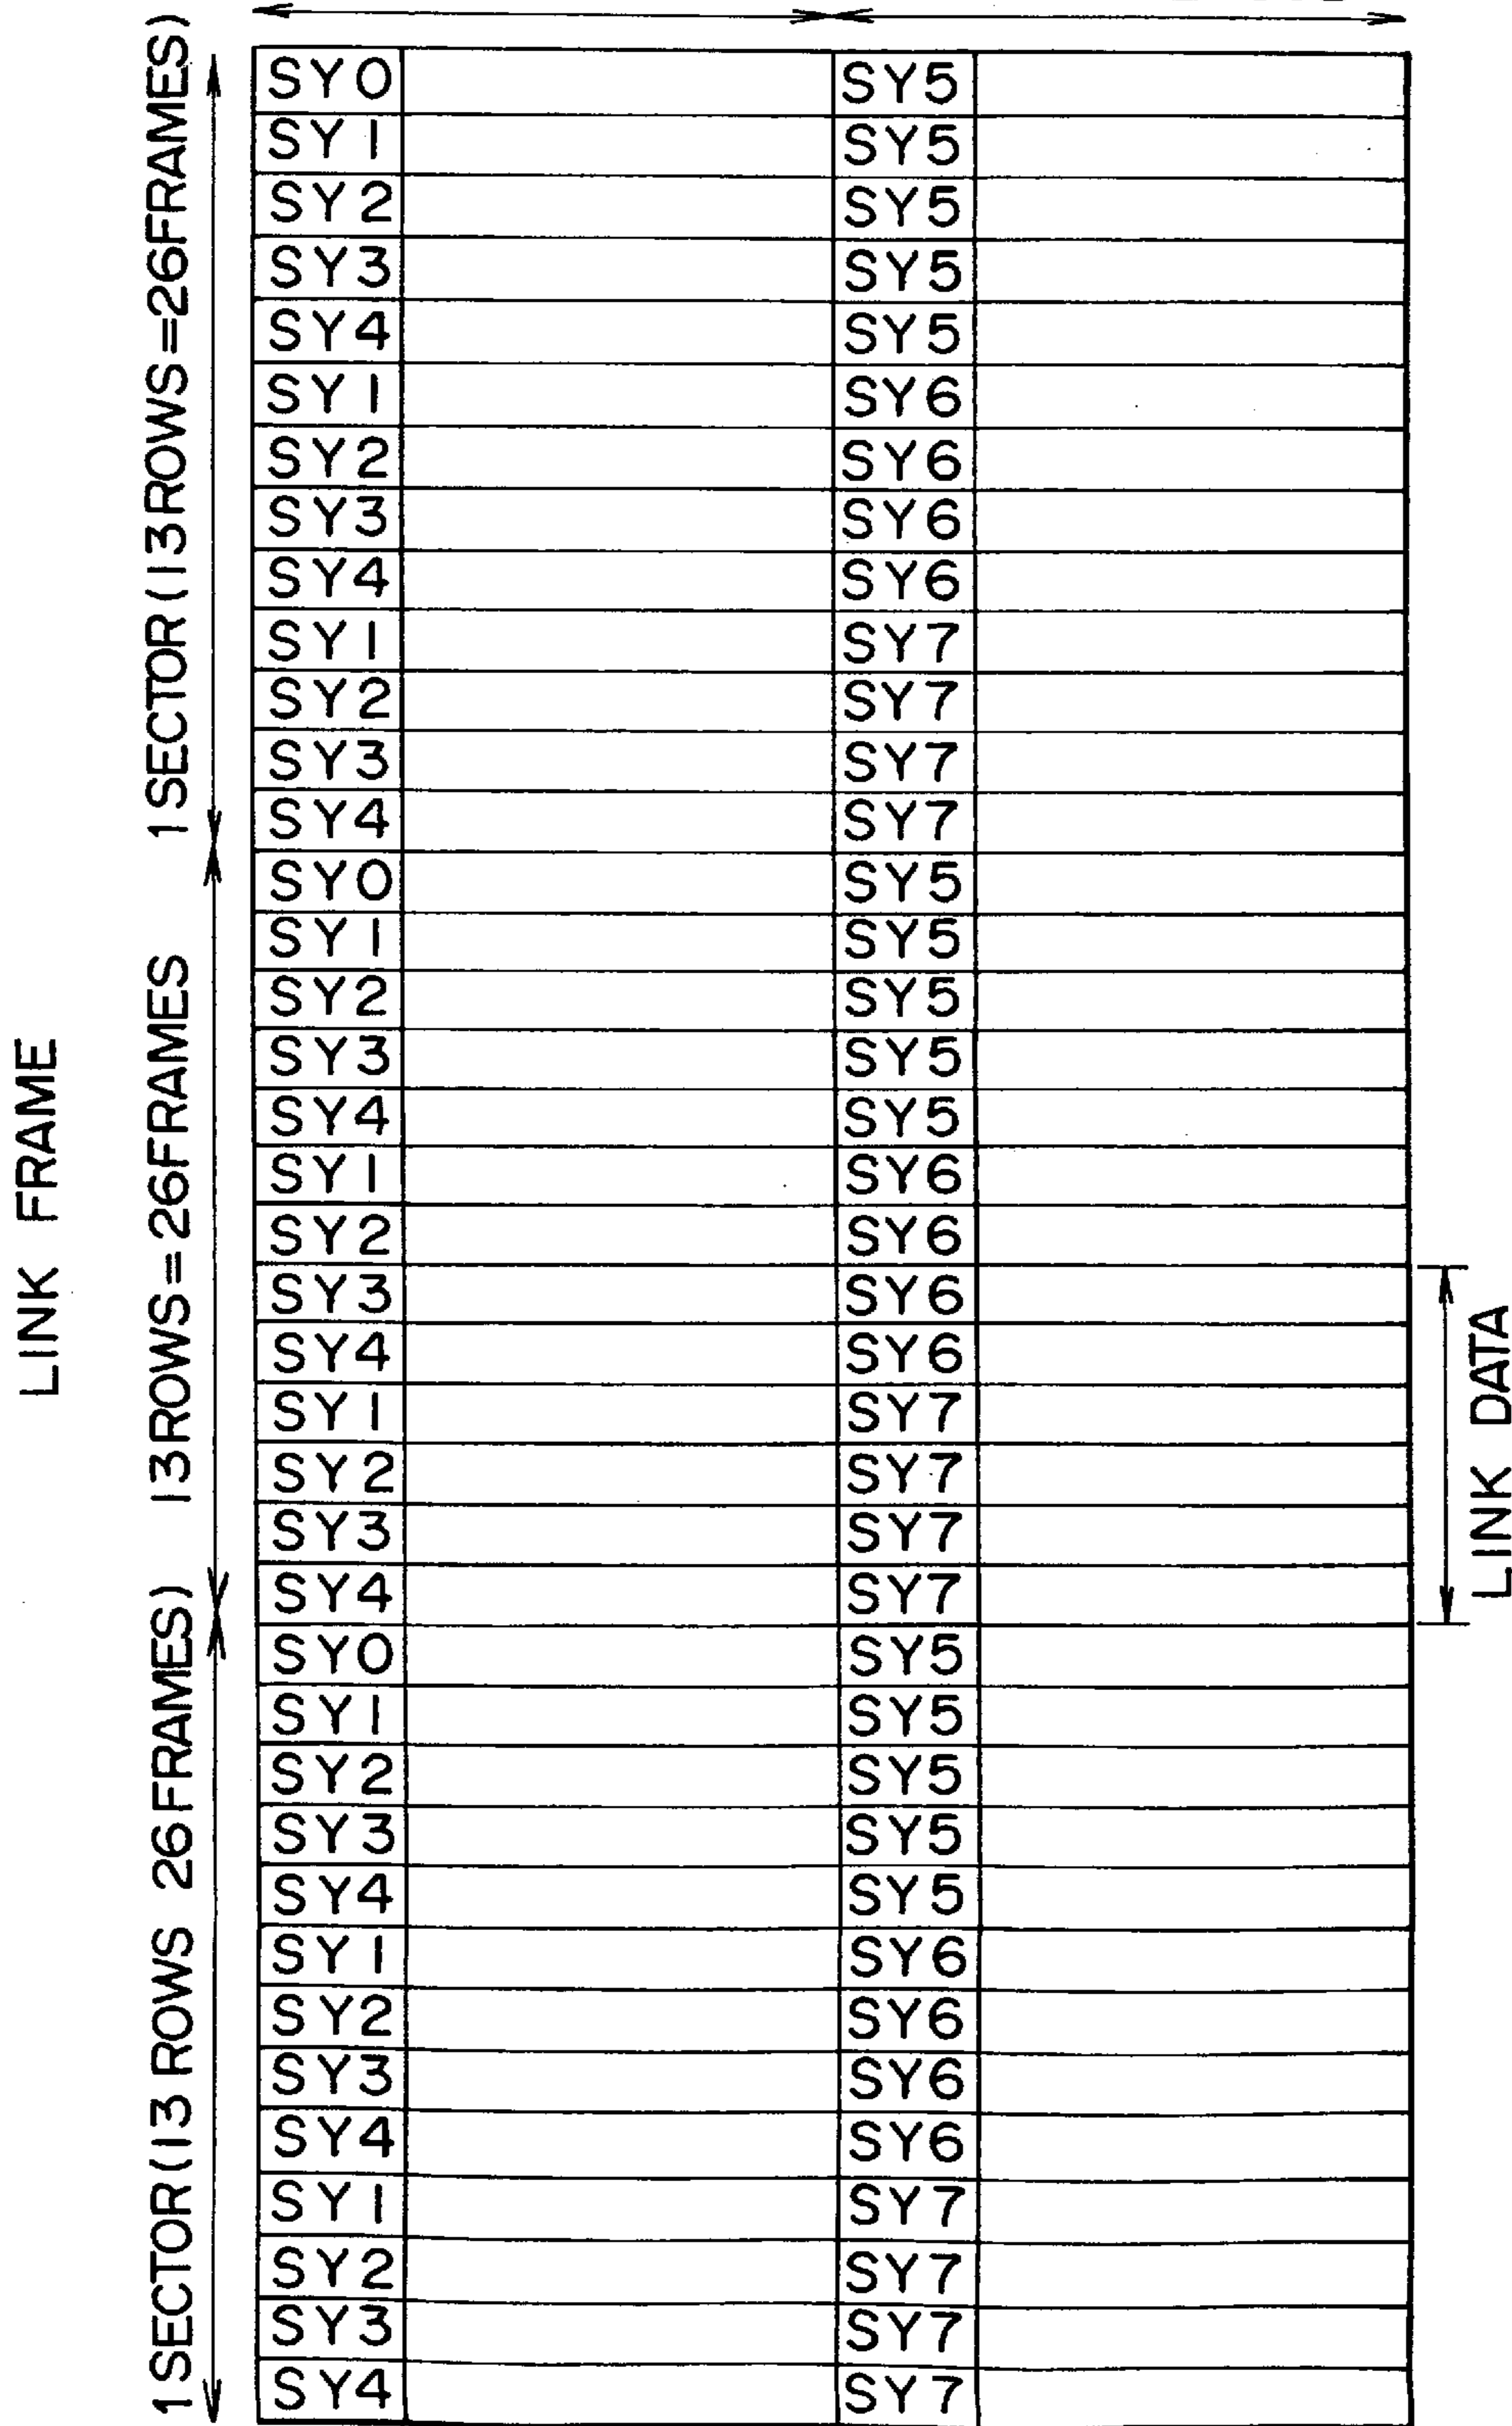 1SECTOR(13ROWS=26FRAMES)
SY0 SY5
SY1 SY5
SY2 SY5
SY3 SY5
SY4 SY5
SY1 SY6
SY2 SY6
SY3 SY6
SY4 SY6
SY1 SY7
SY2 SY7
SY3 SY7
SY4 SY7
LINK FRAME
13ROWS=26FRAMES
SY0 SY5
SY1 SY5
SY2 SY5
SY3 SY5
SY4 SY5
SY1 SY6
SY2 SY6
SY3 SY6
SY4 SY6
SY1 SY7
SY2 SY7
SY3 SY7
SY4 SY7
LINK DATA
1SECTOR(13 ROWS 26FRAMES)
SY0 SY5
SY1 SY5
SY2 SY5
SY3 SY5
SY4 SY5
SY1 SY6
SY2 SY6
SY3 SY6
SY4 SY6
SY1 SY7
SY2 SY7
SY3 SY7
SY4 SY7